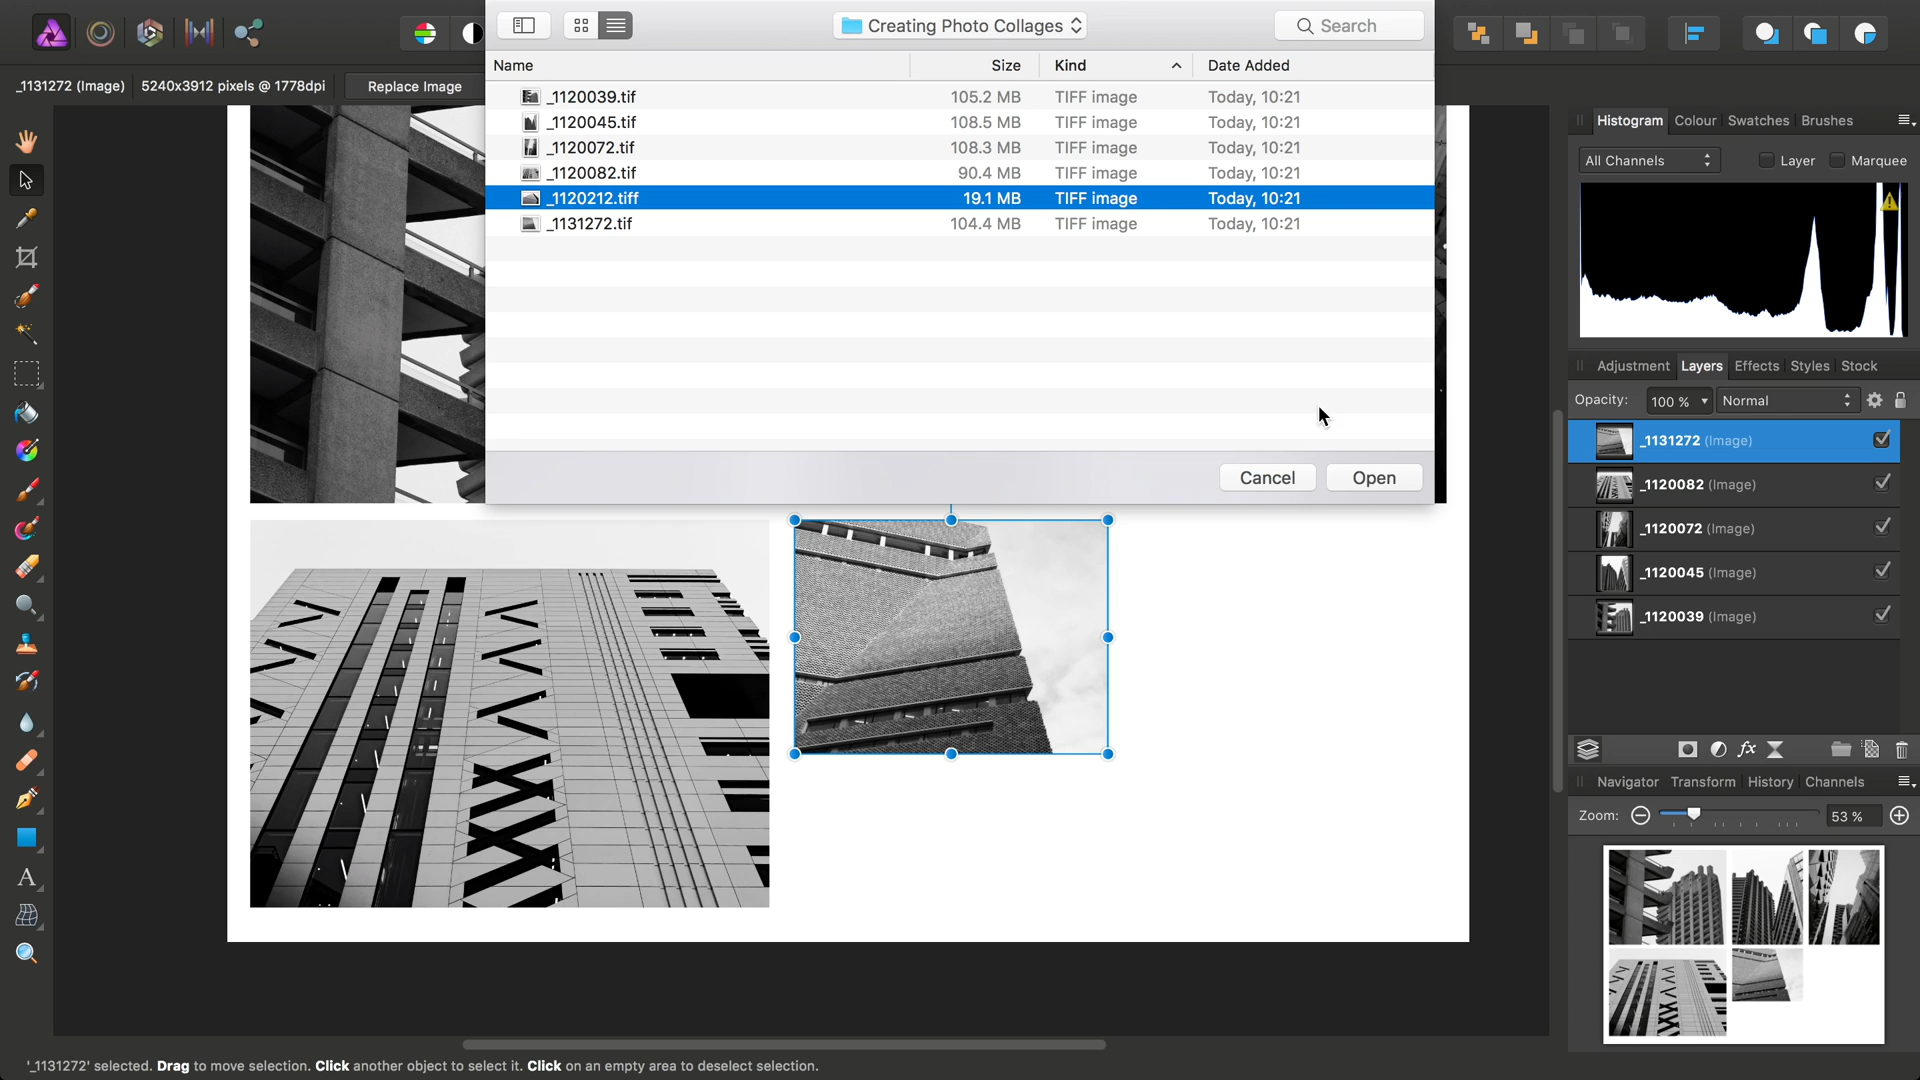 Creating Photo Collages
Search
_1131272 (Image)
5240x3912 pixels @ 1778dpi
Replace Image
Name
Size
Kind
Date Added
_1120039.tif 105.2 MB TIFF image Today, 10:21
_1120045.tif 108.5 MB TIFF image Today, 10:21
_1120072.tif 108.3 MB TIFF image Today, 10:21
_1120082.tif 90.4 MB TIFF image Today, 10:21
_1120212.tiff 19.1 MB TIFF image Today, 10:21
_1131272.tif 104.4 MB TIFF image Today, 10:21
Cancel
Open
Histogram Colour Swatches Brushes
All Channels
Layer
Marquee
Adjustment Layers Effects Styles Stock
Opacity: 100 % Normal
_1131272 (Image)
_1120082 (Image)
_1120072 (Image)
_1120045 (Image)
_1120039 (Image)
fx
Navigator Transform History Channels
Zoom: 53 %
A
'_1131272' selected. Drag to move selection. Click another object to select it. Click on an empty area to deselect selection.